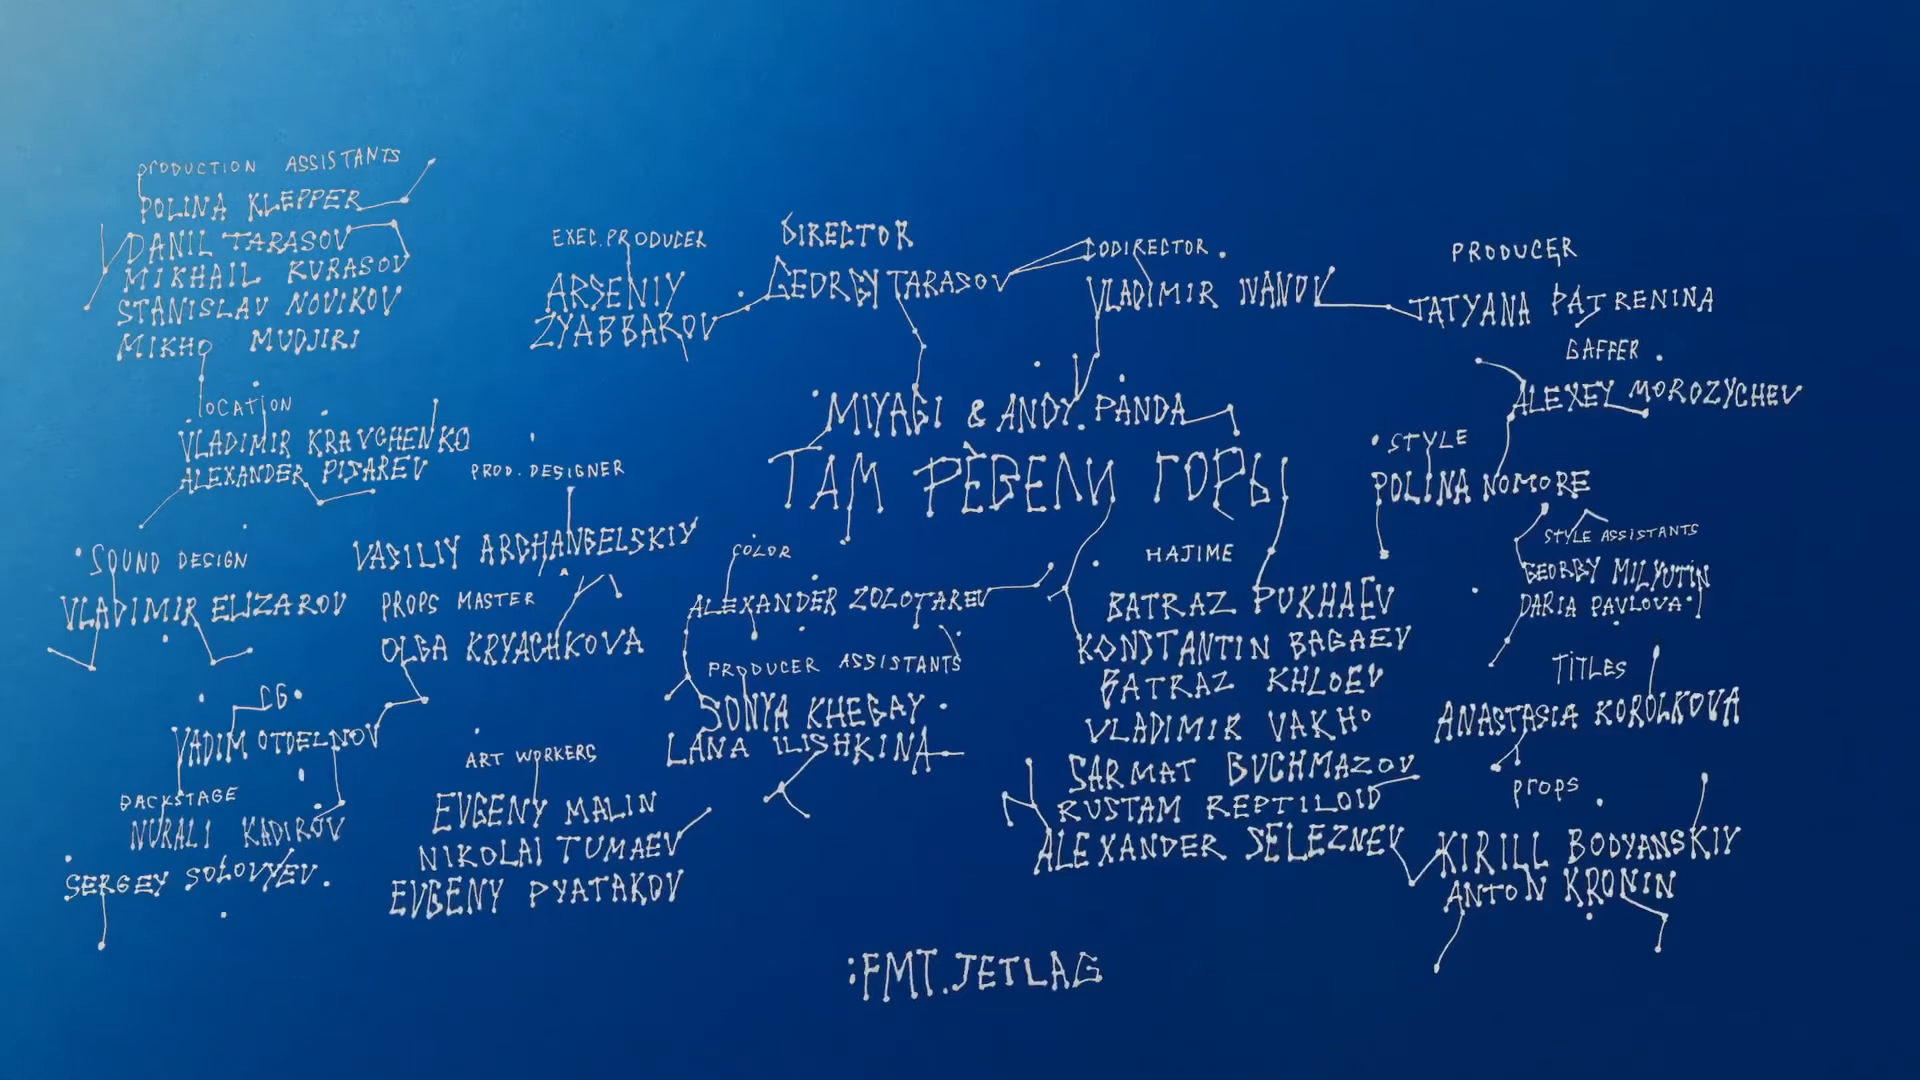 PRODUCTION ASSISTANTS
POLINA KLEPPER
DANIL TARASOV
MIKHAIL KURASOV
STANISLAV NOVIKOV
MIKHO MUDJIRI
LOCATION
VLADIMIR KRAVCHENKO
ALEXANDER PISAREV
SOUND DESIGN
VLADIMIR ELIZAROV
CG
VADIM OTDELNOV
BACKSTAGE
NURALI KADIROV
SERGEY SOLOVYEV.
EXEC. PRODUCER
ARSENIY
ZYABBAROV
PROD. DESIGNER
VASILIY ARCHANGELSKIY
PROPS MASTER
OLGA KRYACHKOVA
ART WORKERS
EVGENY MALIN
NIKOLAI TUMAEV
EVGENY PYATAKOV
DIRECTOR
GEORGY TARASOV
CODIRECTOR.
VLADIMIR IVANOV
MIYAGI & ANDY PANDA
ТАМ РЕВЕЛИ ГОРЫ
COLOR
ALEXANDER ZOLOTAREV
PRODUCER ASSISTANTS
SONYA KHEGAY
LANA ILISHKINA
HAJIME
BATRAZ PUKHAEV
KONSTANTIN BAGAEV
BATRAZ KHLOEV
VLADIMIR VAKHO
SARMAT BUCHMAZOV
RUSTAM REPTILOID
ALEXANDER SELEZNEV
PRODUCER
TATYANA PATRENINA
GAFFER
ALEXEY MOROZYCHEV
STYLE
POLINA NOMORE
STYLE ASSISTANTS
GEORGY MILYUTIN
DARIA PAVLOVA
TITLES
ANASTASIA KOROLKOVA
props
KIRILL BODYANSKIY
ANTON KRONIN
:FMT.JETLAG